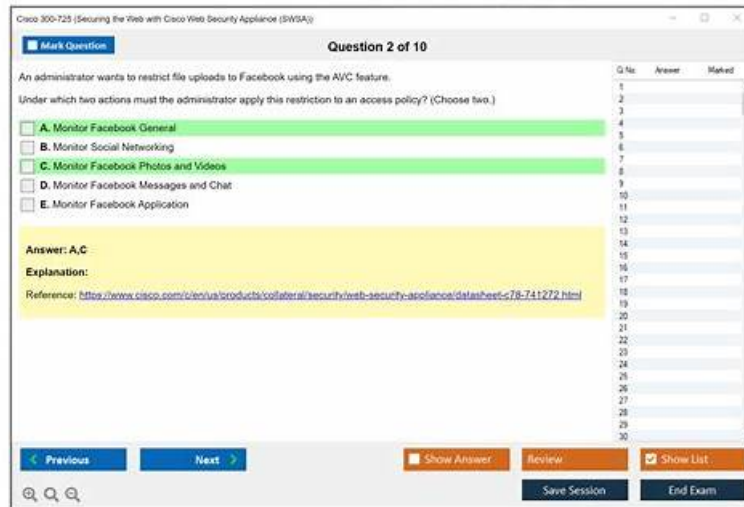 Cisco 300-725 (Securing the Web with Cisco Web Security Appliance (SWSA))
Mark Question
Question 2 of 10
An administrator wants to restrict file uploads to Facebook using the AVC feature.
Under which two actions must the administrator apply this restriction to an access policy? (Choose two.)
A. Monitor Facebook General
B. Monitor Social Networking
C. Monitor Facebook Photos and Videos
D. Monitor Facebook Messages and Chat
E. Monitor Facebook Application
Answer: A,C
Explanation:
Reference: https://www.cisco.com/c/en/us/products/collateral/security/web-security-appliance/datasheet-c78-741272.html
Q.No. Answer Marked
1
2
3
4
5
6
7
8
9
10
11
12
13
14
15
16
17
18
19
20
21
22
23
24
25
26
27
28
29
30
Previous
Next
Show Answer
Review
Show List
Save Session
End Exam